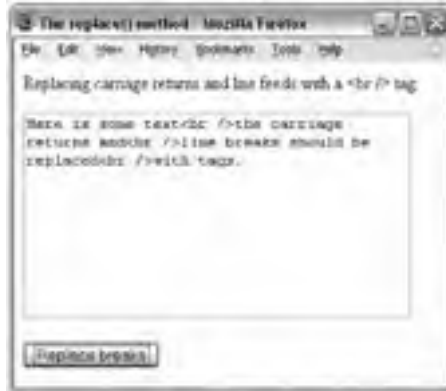 The replace() method - Mozilla Firefox
File Edit View History Bookmarks Tools Help
Replacing carriage returns and line feeds with a <br /> tag
Here is some text<br />the carriage
returns and<br />line breaks should be
replaced<br />with tags.
Replace breaks